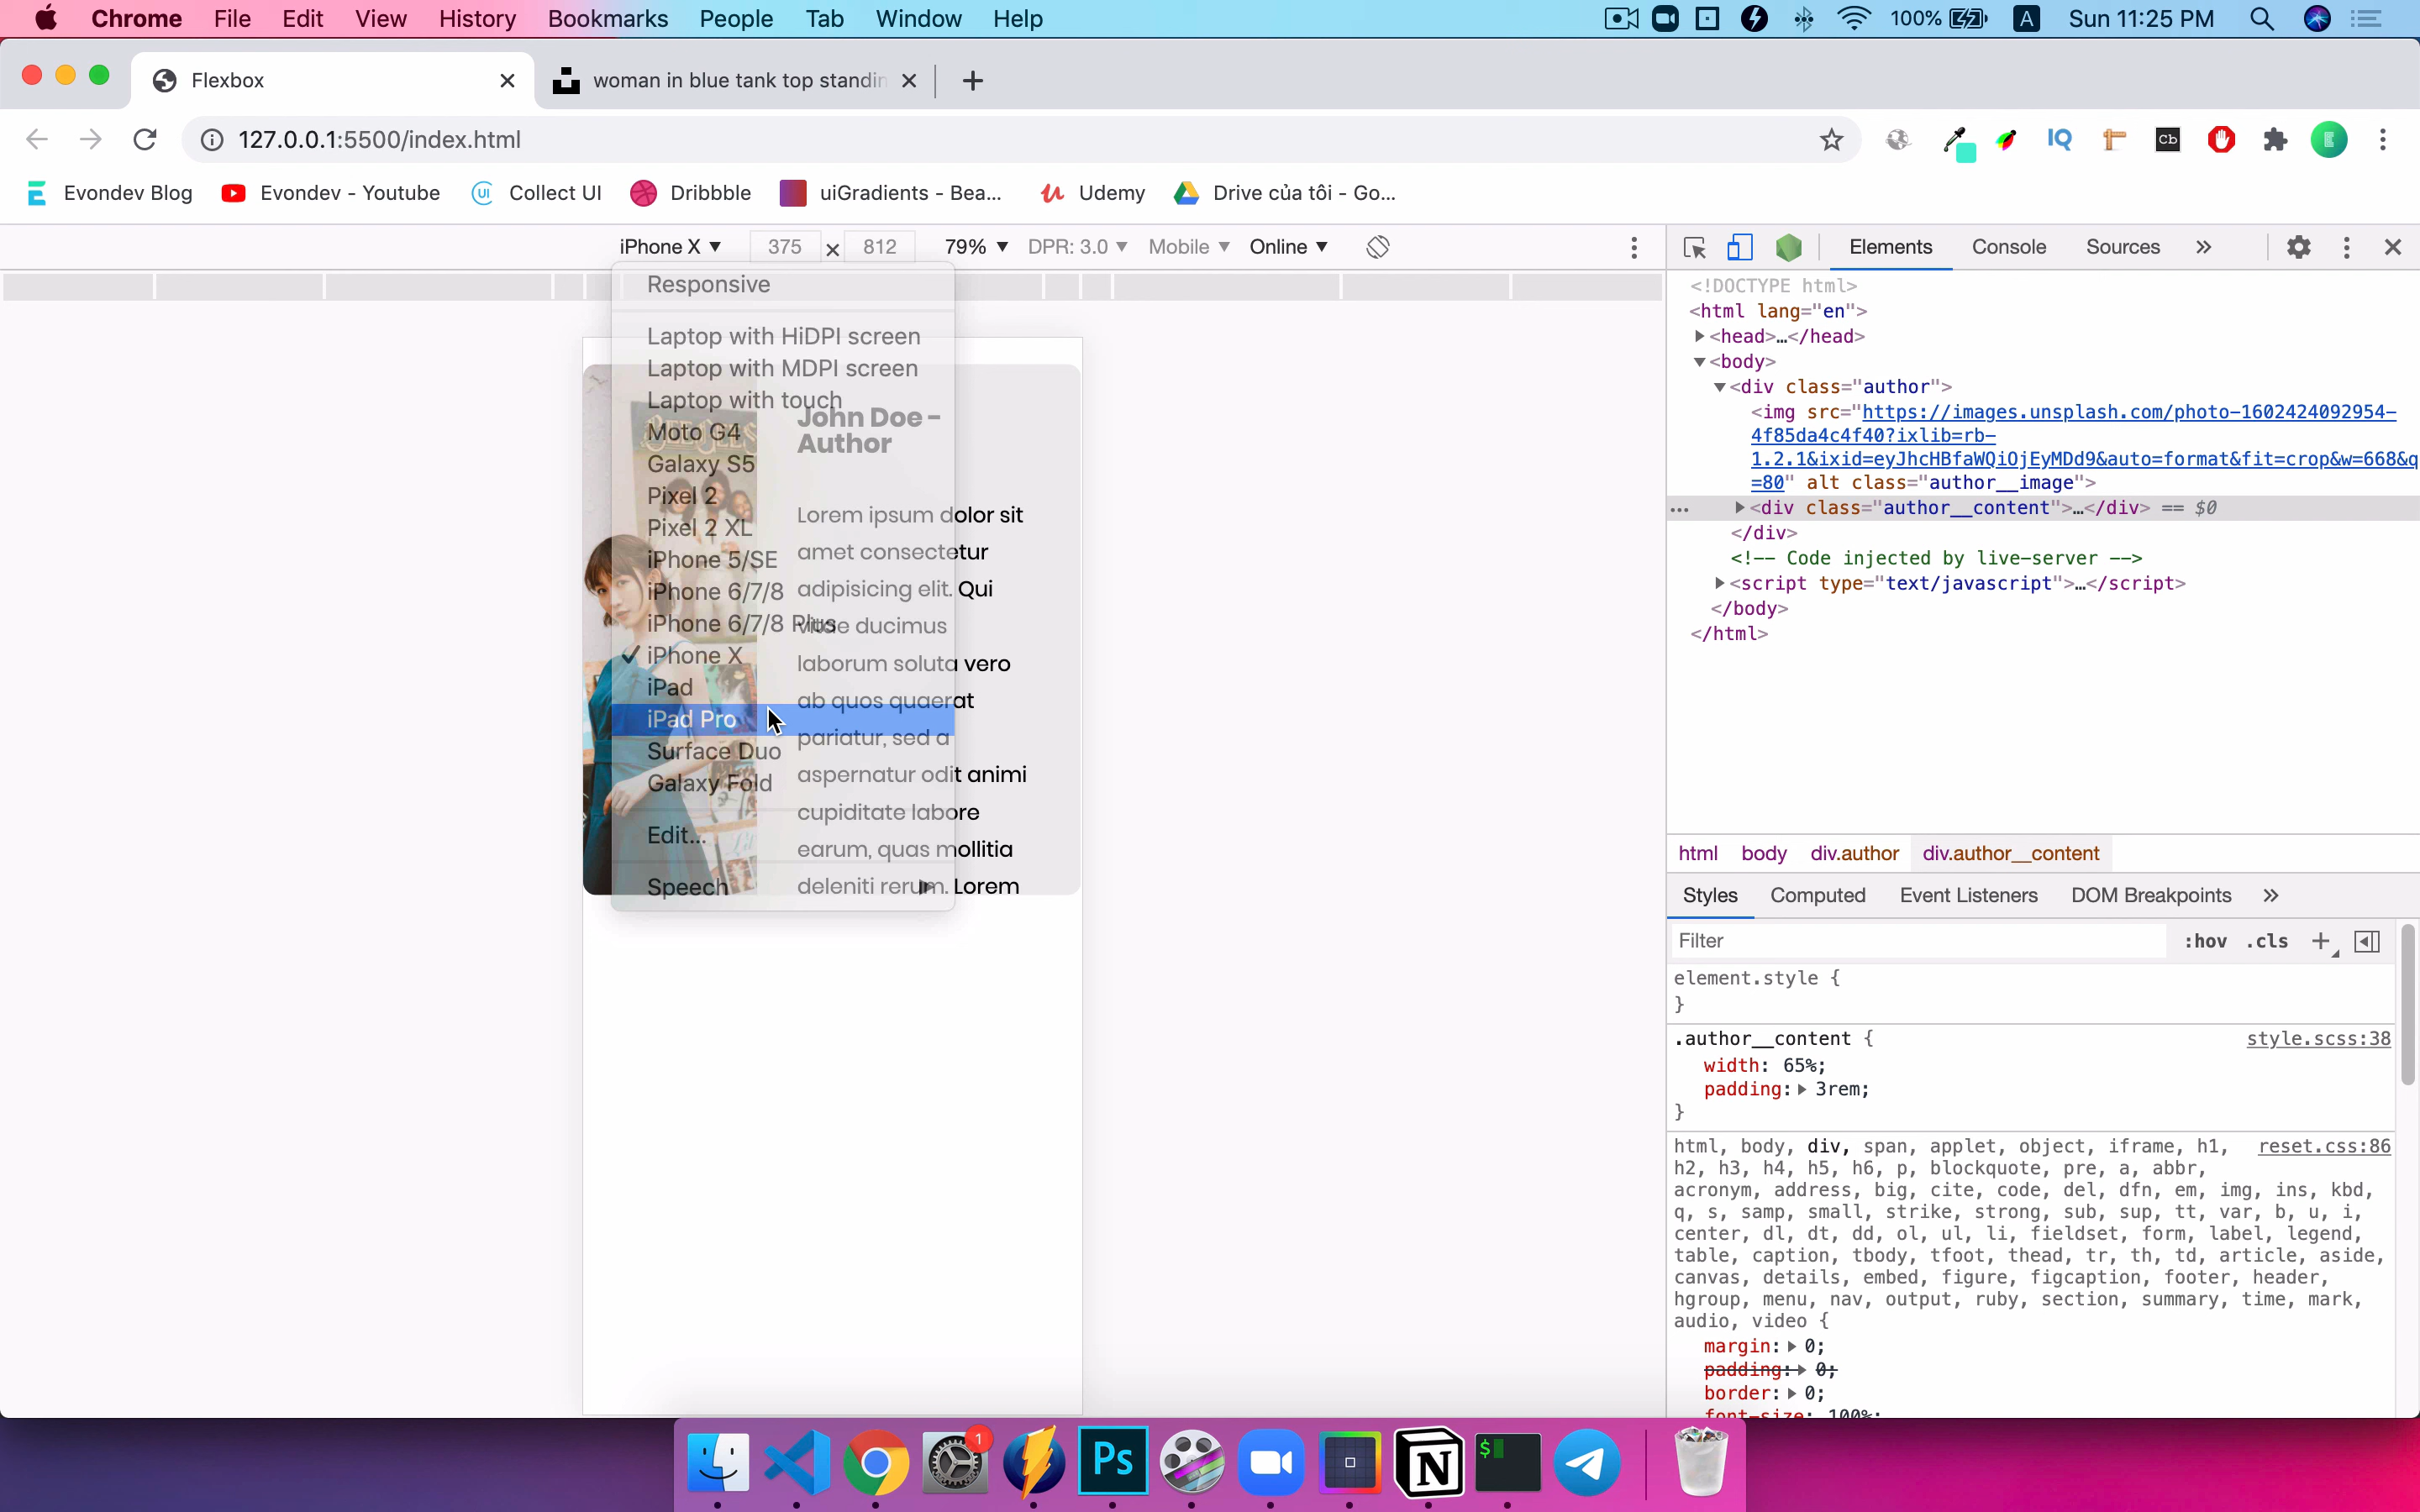 Chrome File Edit View History Bookmarks People Tab Window Help 100% A Sun 11:25 PM
Flexbox woman in blue tank top standin
127.0.0.1:5500/index.html IQ Cb E
Evondev Blog Evondev - Youtube UI Collect UI Dribbble uiGradients - Bea... Udemy Drive của tôi - Go...
iPhone X ▼ 375 × 812 79% ▼ DPR: 3.0 ▼ Mobile ▼ Online ▼
Responsive
Laptop with HiDPI screen
Laptop with MDPI screen
Laptop with touch
Moto G4
Galaxy S5
Pixel 2
Pixel 2 XL
iPhone 5/SE
iPhone 6/7/8
iPhone 6/7/8 Plus
✓ iPhone X
iPad
iPad Pro
Surface Duo
Galaxy Fold
Edit...
Speech
John Doe -
Author
Lorem ipsum dolor sit
amet consectetur
adipisicing elit. Qui
vitae ducimus
laborum soluta vero
ab quos quaerat
pariatur, sed a
aspernatur odit animi
cupiditate labore
earum, quas mollitia
deleniti rerum. Lorem
Elements Console Sources »
<!DOCTYPE html>
<html lang="en">
▶<head>…</head>
▼<body>
▼<div class="author">
<img src="https://images.unsplash.com/photo-1602424092954-
4f85da4c4f40?ixlib=rb-
1.2.1&ixid=eyJhcHBfaWQiOjEyMDd9&auto=format&fit=crop&w=668&q
=80" alt class="author__image">
… ▶<div class="author__content">…</div> == $0
</div>
<!-- Code injected by live-server -->
▶<script type="text/javascript">…</script>
</body>
</html>
html body div.author div.author__content
Styles Computed Event Listeners DOM Breakpoints »
Filter :hov .cls +
element.style {
}
.author__content { style.scss:38
width: 65%;
padding:▶ 3rem;
}
html, body, div, span, applet, object, iframe, h1, reset.css:86
h2, h3, h4, h5, h6, p, blockquote, pre, a, abbr,
acronym, address, big, cite, code, del, dfn, em, img, ins, kbd,
q, s, samp, small, strike, strong, sub, sup, tt, var, b, u, i,
center, dl, dt, dd, ol, ul, li, fieldset, form, label, legend,
table, caption, tbody, tfoot, thead, tr, th, td, article, aside,
canvas, details, embed, figure, figcaption, footer, header,
hgroup, menu, nav, output, ruby, section, summary, time, mark,
audio, video {
margin:▶ 0;
padding:▶ 0;
border:▶ 0;
font-size: 100%;
1 Ps N $